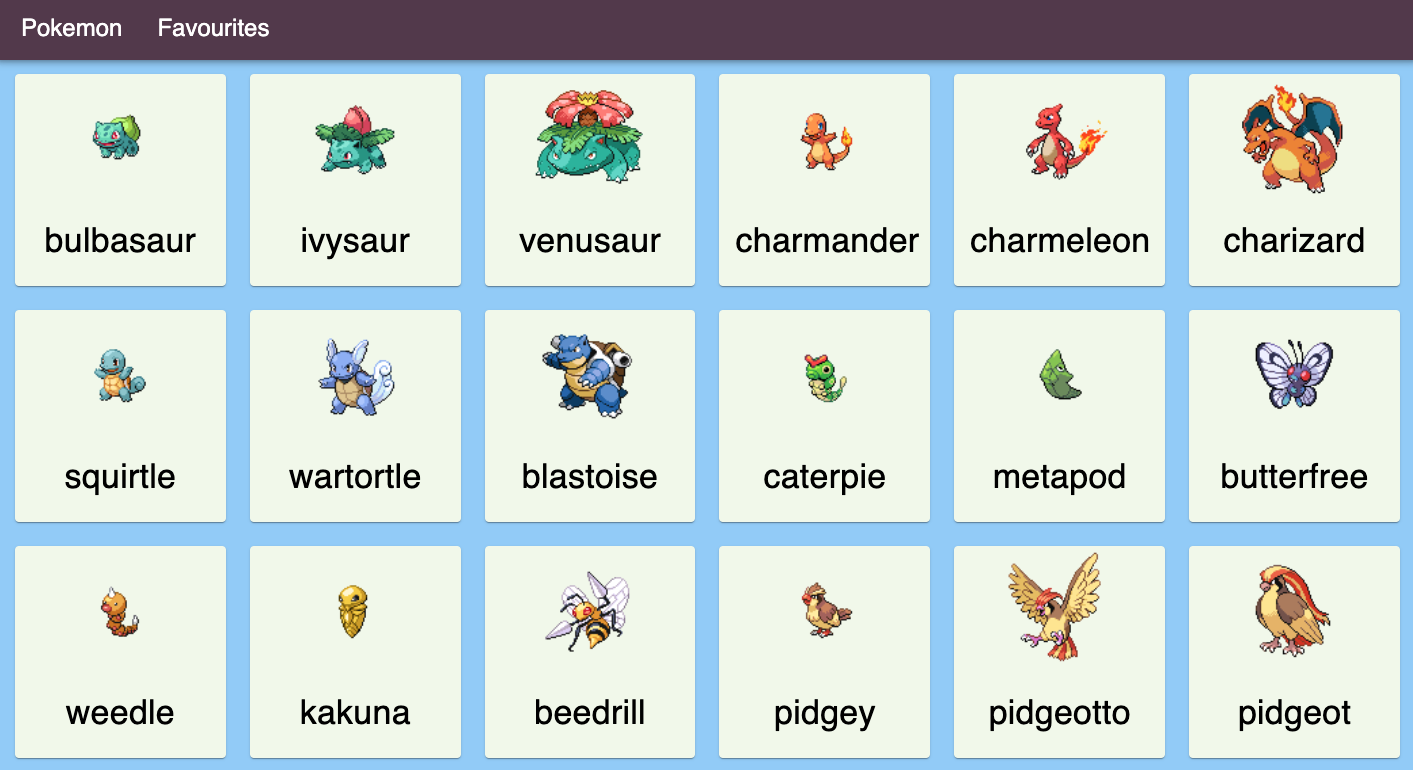 Pokemon Favourites
bulbasaur ivysaur venusaur charmander charmeleon charizard
squirtle wartortle blastoise caterpie metapod butterfree
weedle kakuna beedrill pidgey pidgeotto pidgeot